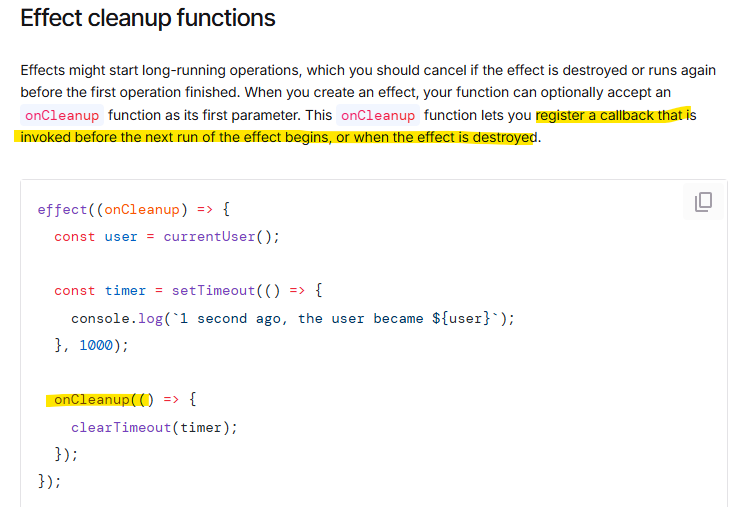 Effect cleanup functions
Effects might start long-running operations, which you should cancel if the effect is destroyed or runs again
before the first operation finished. When you create an effect, your function can optionally accept an
onCleanup function as its first parameter. This onCleanup function lets you register a callback that is
invoked before the next run of the effect begins, or when the effect is destroyed.
effect((onCleanup) => {
  const user = currentUser();
  const timer = setTimeout(() => {
    console.log(`1 second ago, the user became ${user}`);
  }, 1000);
  onCleanup(() => {
    clearTimeout(timer);
  });
});